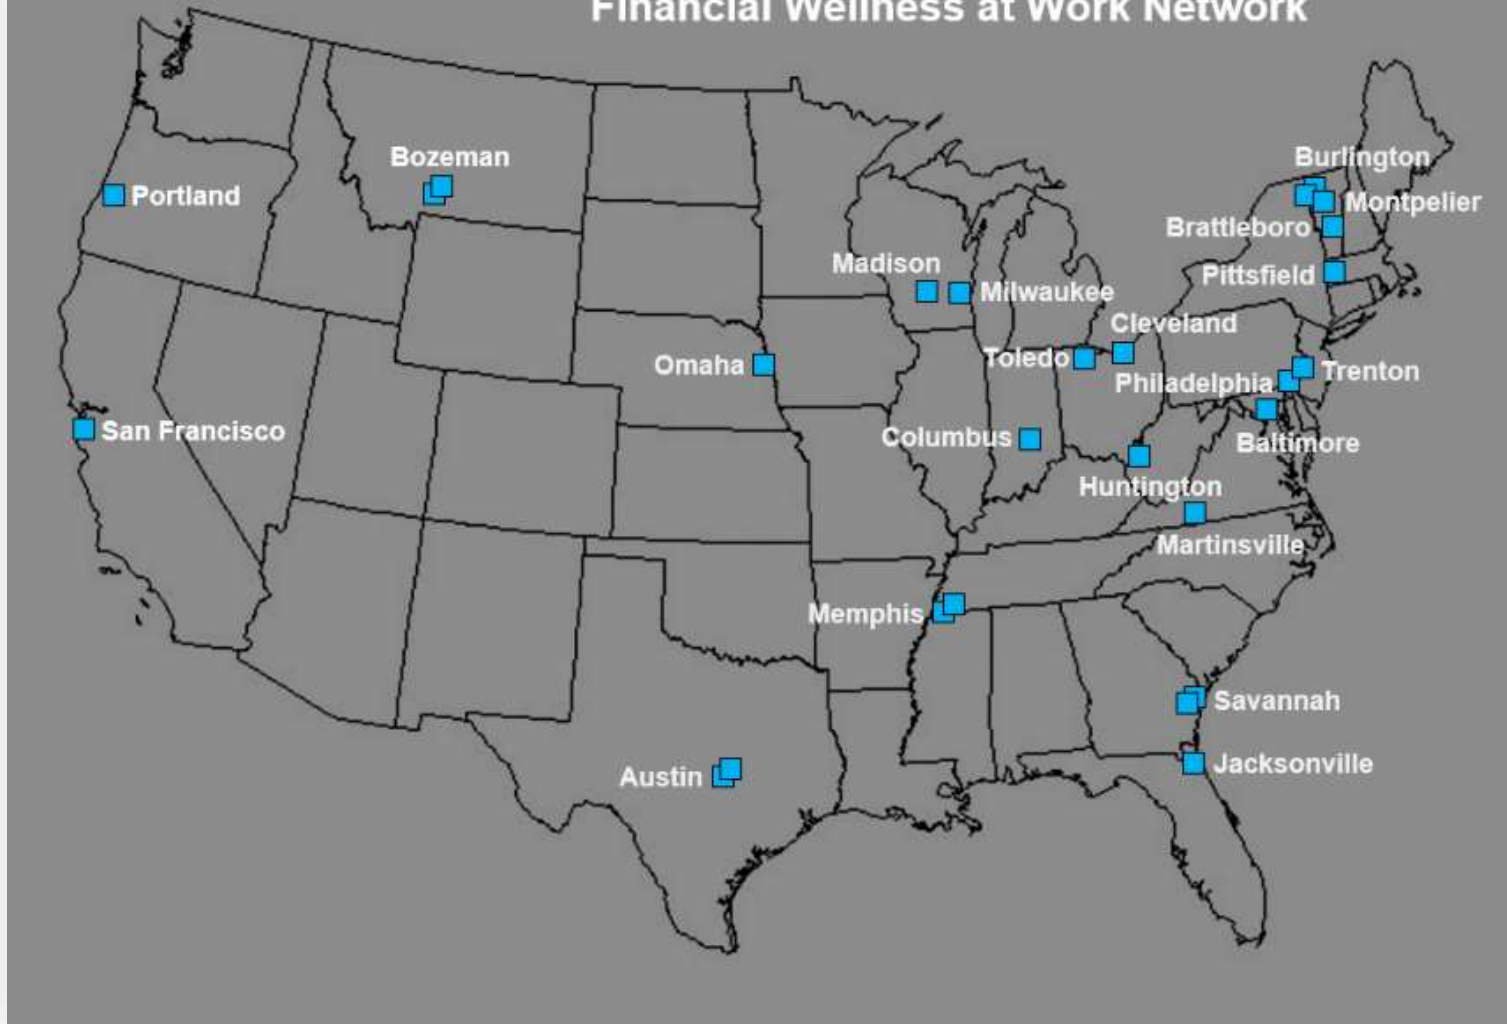 Financial Wellness at Work Network
Bozeman
Burlington
Portland
Montpelier
Brattleboro
Madison
Pittsfield
Milwaukee
Cleveland
Omaha
Toledo
Trenton
Philadelphia
San Francisco
Columbus
Baltimore
Huntington
Martinsville
Memphis
Savannah
Jacksonville
Austin